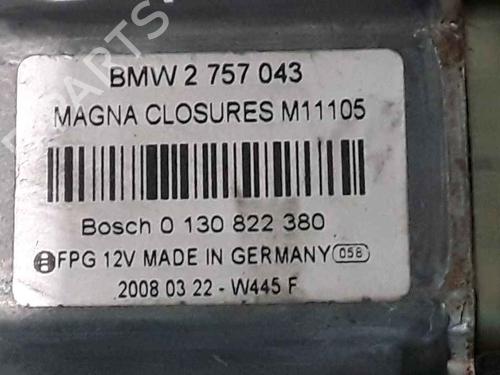 BMW 2 757 043
MAGNA CLOSURES M11105
Bosch 0 130 822 380
FPG 12V MADE IN GERMANY 058
2008 03 22 - W445 F
PARTS